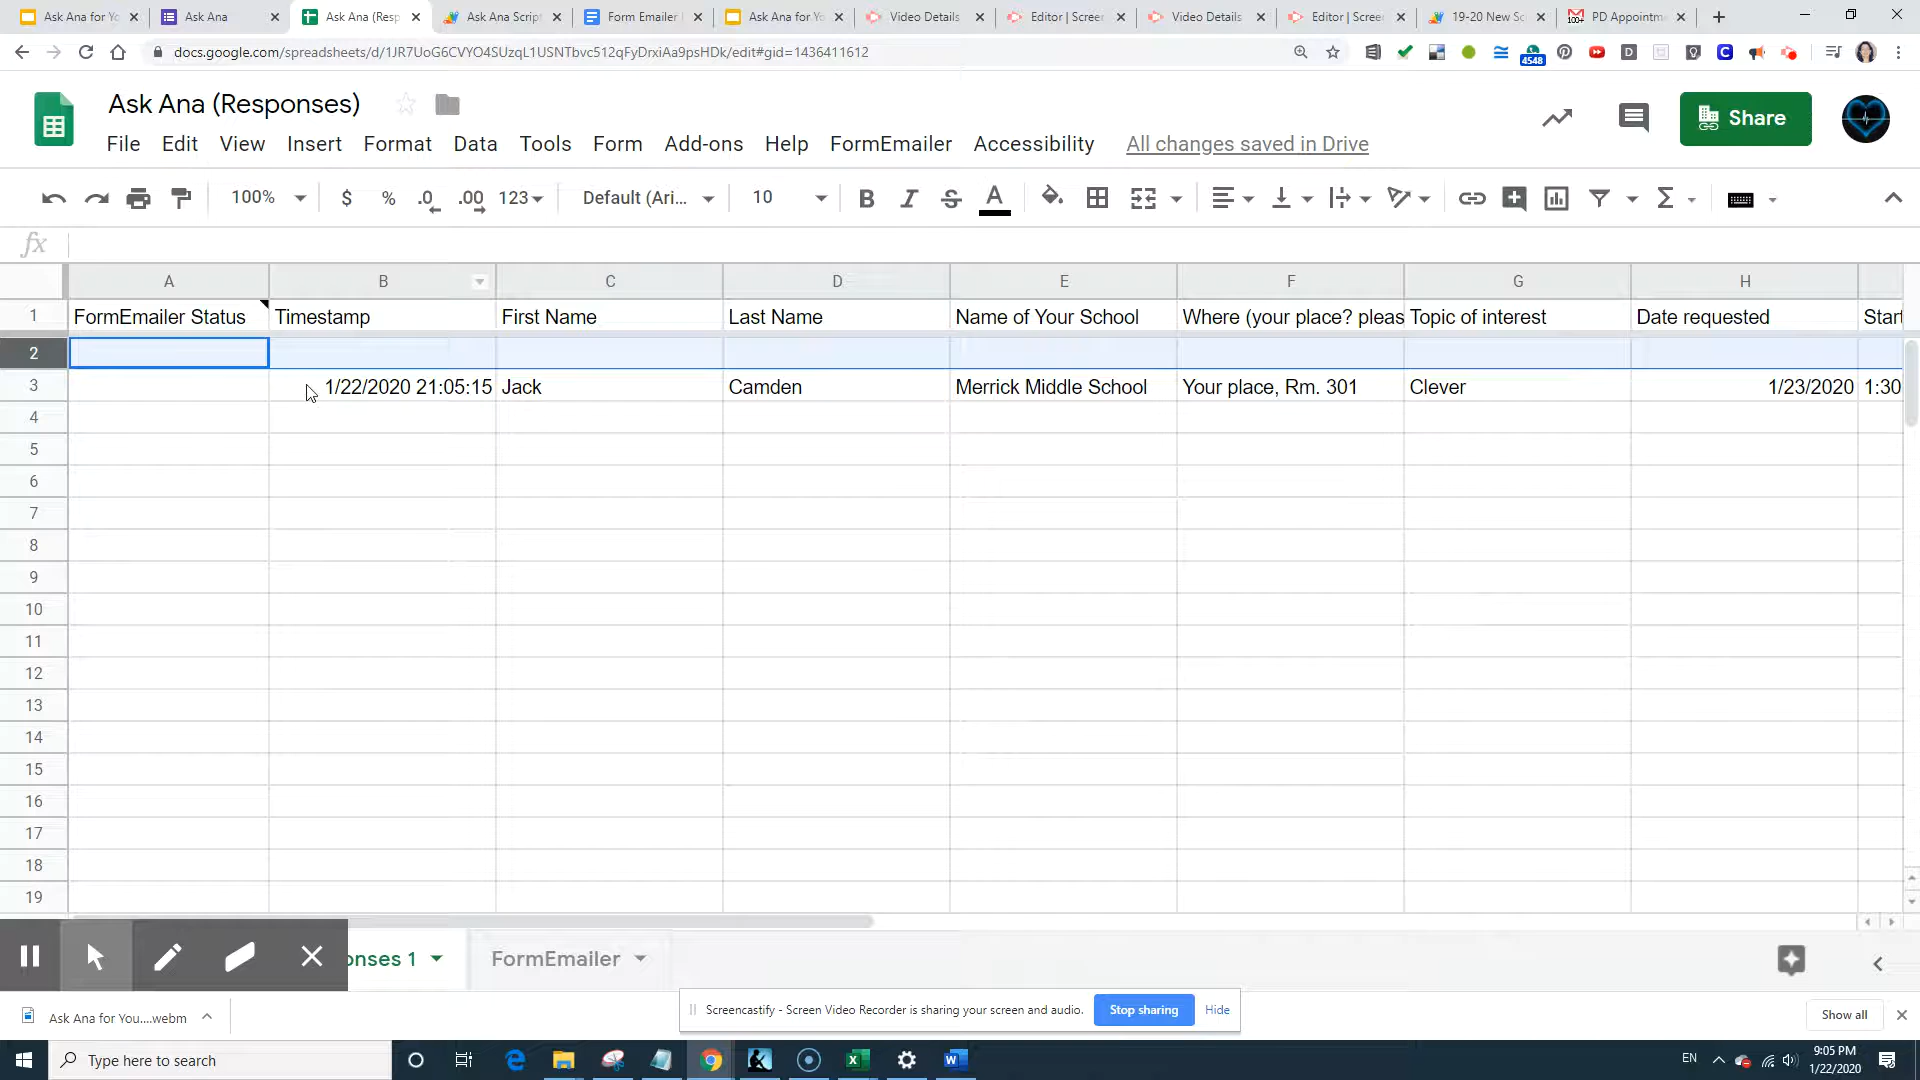 Ask Ana for Yo
Ask Ana
Ask Ana (Resp
Ask Ana Script
Form Emailer
Ask Ana for Yo
Video Details
Editor | Scree
Video Details
Editor | Scree
19-20 New Sc
PD Appointm
docs.google.com/spreadsheets/d/1JR7UoG6CVYO4SUzqL1USNTbvc512qFyDrxiAa9psHDk/edit#gid=1436411612
4548
Ask Ana (Responses)
Share
File Edit View Insert Format Data Tools Form Add-ons Help FormEmailer Accessibility All changes saved in Drive
100% $ % .0 .00 123 Default (Ari... 10 B I S A
fx
A B C D E F G H
1 FormEmailer Status Timestamp First Name Last Name Name of Your School Where (your place? pleas Topic of interest Date requested Start
2
3 1/22/2020 21:05:15 Jack Camden Merrick Middle School Your place, Rm. 301 Clever 1/23/2020 1:30
4
5
6
7
8
9
10
11
12
13
14
15
16
17
18
19
onses 1 FormEmailer
Screencastify - Screen Video Recorder is sharing your screen and audio. Stop sharing Hide
Ask Ana for You....webm
Show all
Type here to search
EN
9:05 PM
1/22/2020